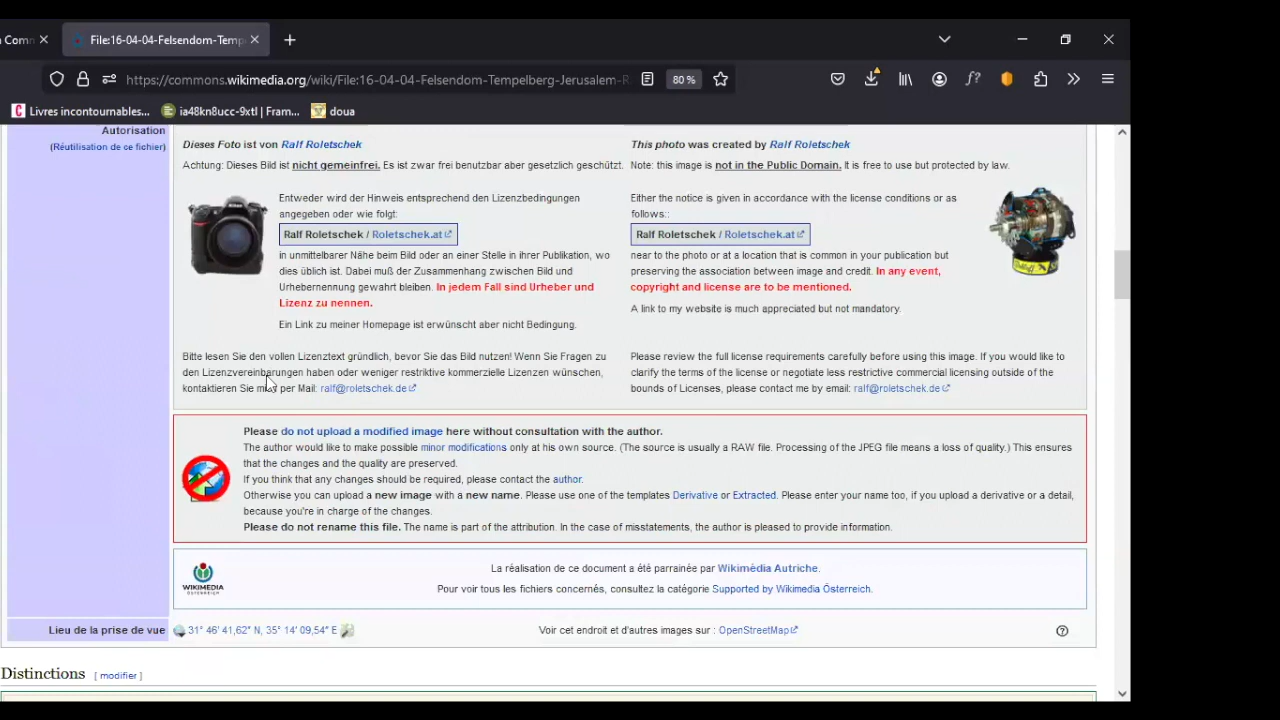 Com
File:16-04-04-Felsendom-Temp
https://commons.wikimedia.org/wiki/File:16-04-04-Felsendom-Tempelberg-Jerusalem-R
80 %
Livres incontournables...
ia48kn8ucc-9xtl | Fram...
doua
Autorisation
(Réutilisation de ce fichier)
Dieses Foto ist von Ralf Roletschek
Achtung: Dieses Bild ist nicht gemeinfrei. Es ist zwar frei benutzbar aber gesetzlich geschützt.
Entweder wird der Hinweis entsprechend den Lizenzbedingungen
angegeben oder wie folgt:
Ralf Roletschek / Roletschek.at
in unmittelbarer Nähe beim Bild oder an einer Stelle in ihrer Publikation, wo
dies üblich ist. Dabei muß der Zusammenhang zwischen Bild und
Urhebernennung gewahrt bleiben. In jedem Fall sind Urheber und
Lizenz zu nennen.
Ein Link zu meiner Homepage ist erwünscht aber nicht Bedingung.
Bitte lesen Sie den vollen Lizenztext gründlich, bevor Sie das Bild nutzen! Wenn Sie Fragen zu
den Lizenzvereinbarungen haben oder weniger restriktive kommerzielle Lizenzen wünschen,
kontaktieren Sie mich per Mail: ralf@roletschek.de
This photo was created by Ralf Roletschek
Note: this image is not in the Public Domain. It is free to use but protected by law.
Either the notice is given in accordance with the license conditions or as
follows::
Ralf Roletschek / Roletschek.at
near to the photo or at a location that is common in your publication but
preserving the association between image and credit. In any event,
copyright and license are to be mentioned.
A link to my website is much appreciated but not mandatory.
Please review the full license requirements carefully before using this image. If you would like to
clarify the terms of the license or negotiate less restrictive commercial licensing outside of the
bounds of Licenses, please contact me by email: ralf@roletschek.de
Please do not upload a modified image here without consultation with the author.
The author would like to make possible minor modifications only at his own source. (The source is usually a RAW file. Processing of the JPEG file means a loss of quality.) This ensures
that the changes and the quality are preserved.
If you think that any changes should be required, please contact the author.
Otherwise you can upload a new image with a new name. Please use one of the templates Derivative or Extracted. Please enter your name too, if you upload a derivative or a detail,
because you're in charge of the changes.
Please do not rename this file. The name is part of the attribution. In the case of misstatements, the author is pleased to provide information.
WIKIMEDIA
ÖSTERREICH
La réalisation de ce document a été parrainée par Wikimédia Autriche.
Pour voir tous les fichiers concernés, consultez la catégorie Supported by Wikimedia Österreich.
Lieu de la prise de vue
31° 46′ 41,62″ N, 35° 14′ 09,54″ E
Voir cet endroit et d'autres images sur : OpenStreetMap
Distinctions [ modifier ]